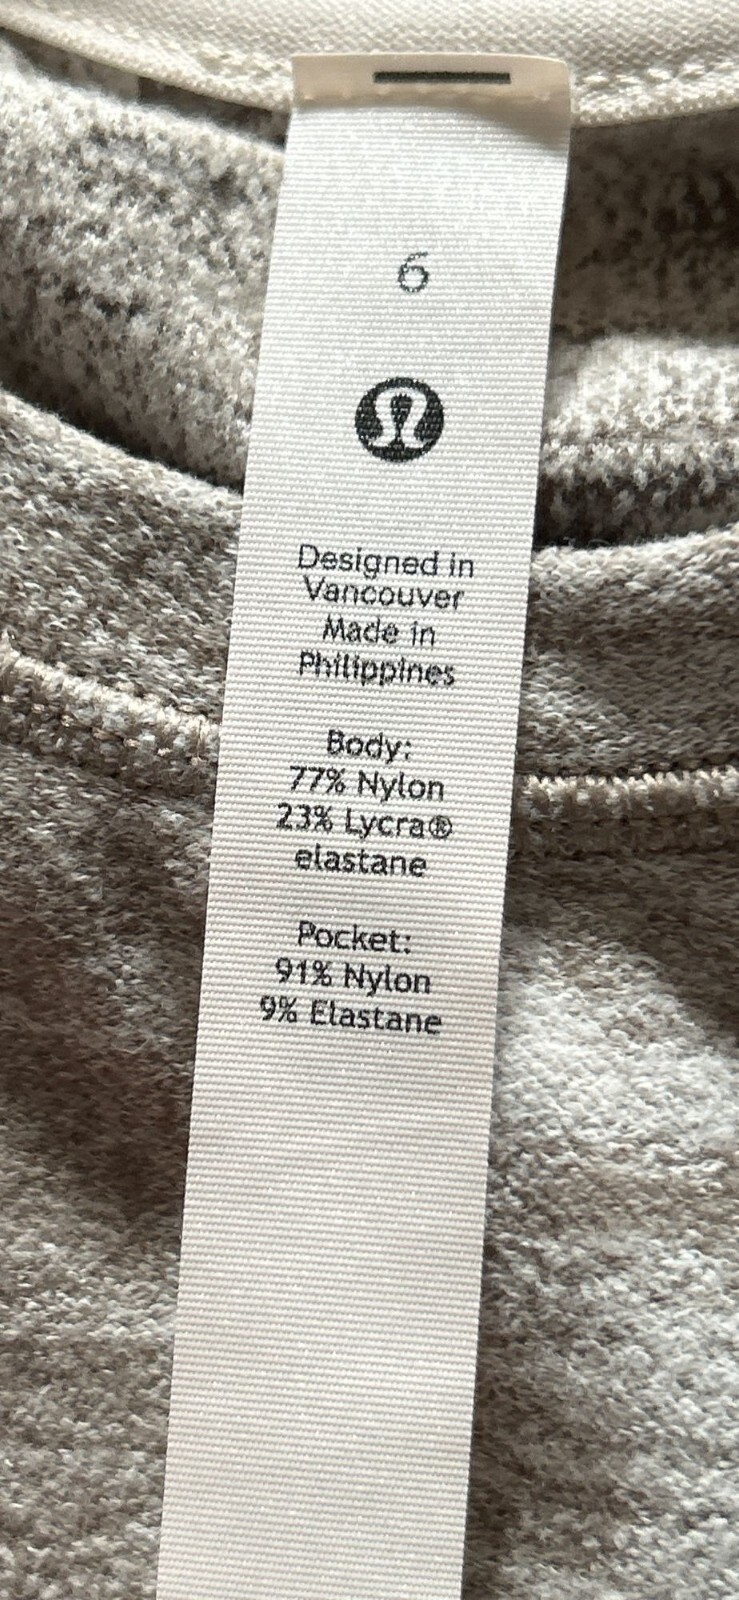 6
Designed in
Vancouver
Made in
Philippines
Body:
77% Nylon
23% Lycra®
elastane
Pocket:
91% Nylon
9% Elastane